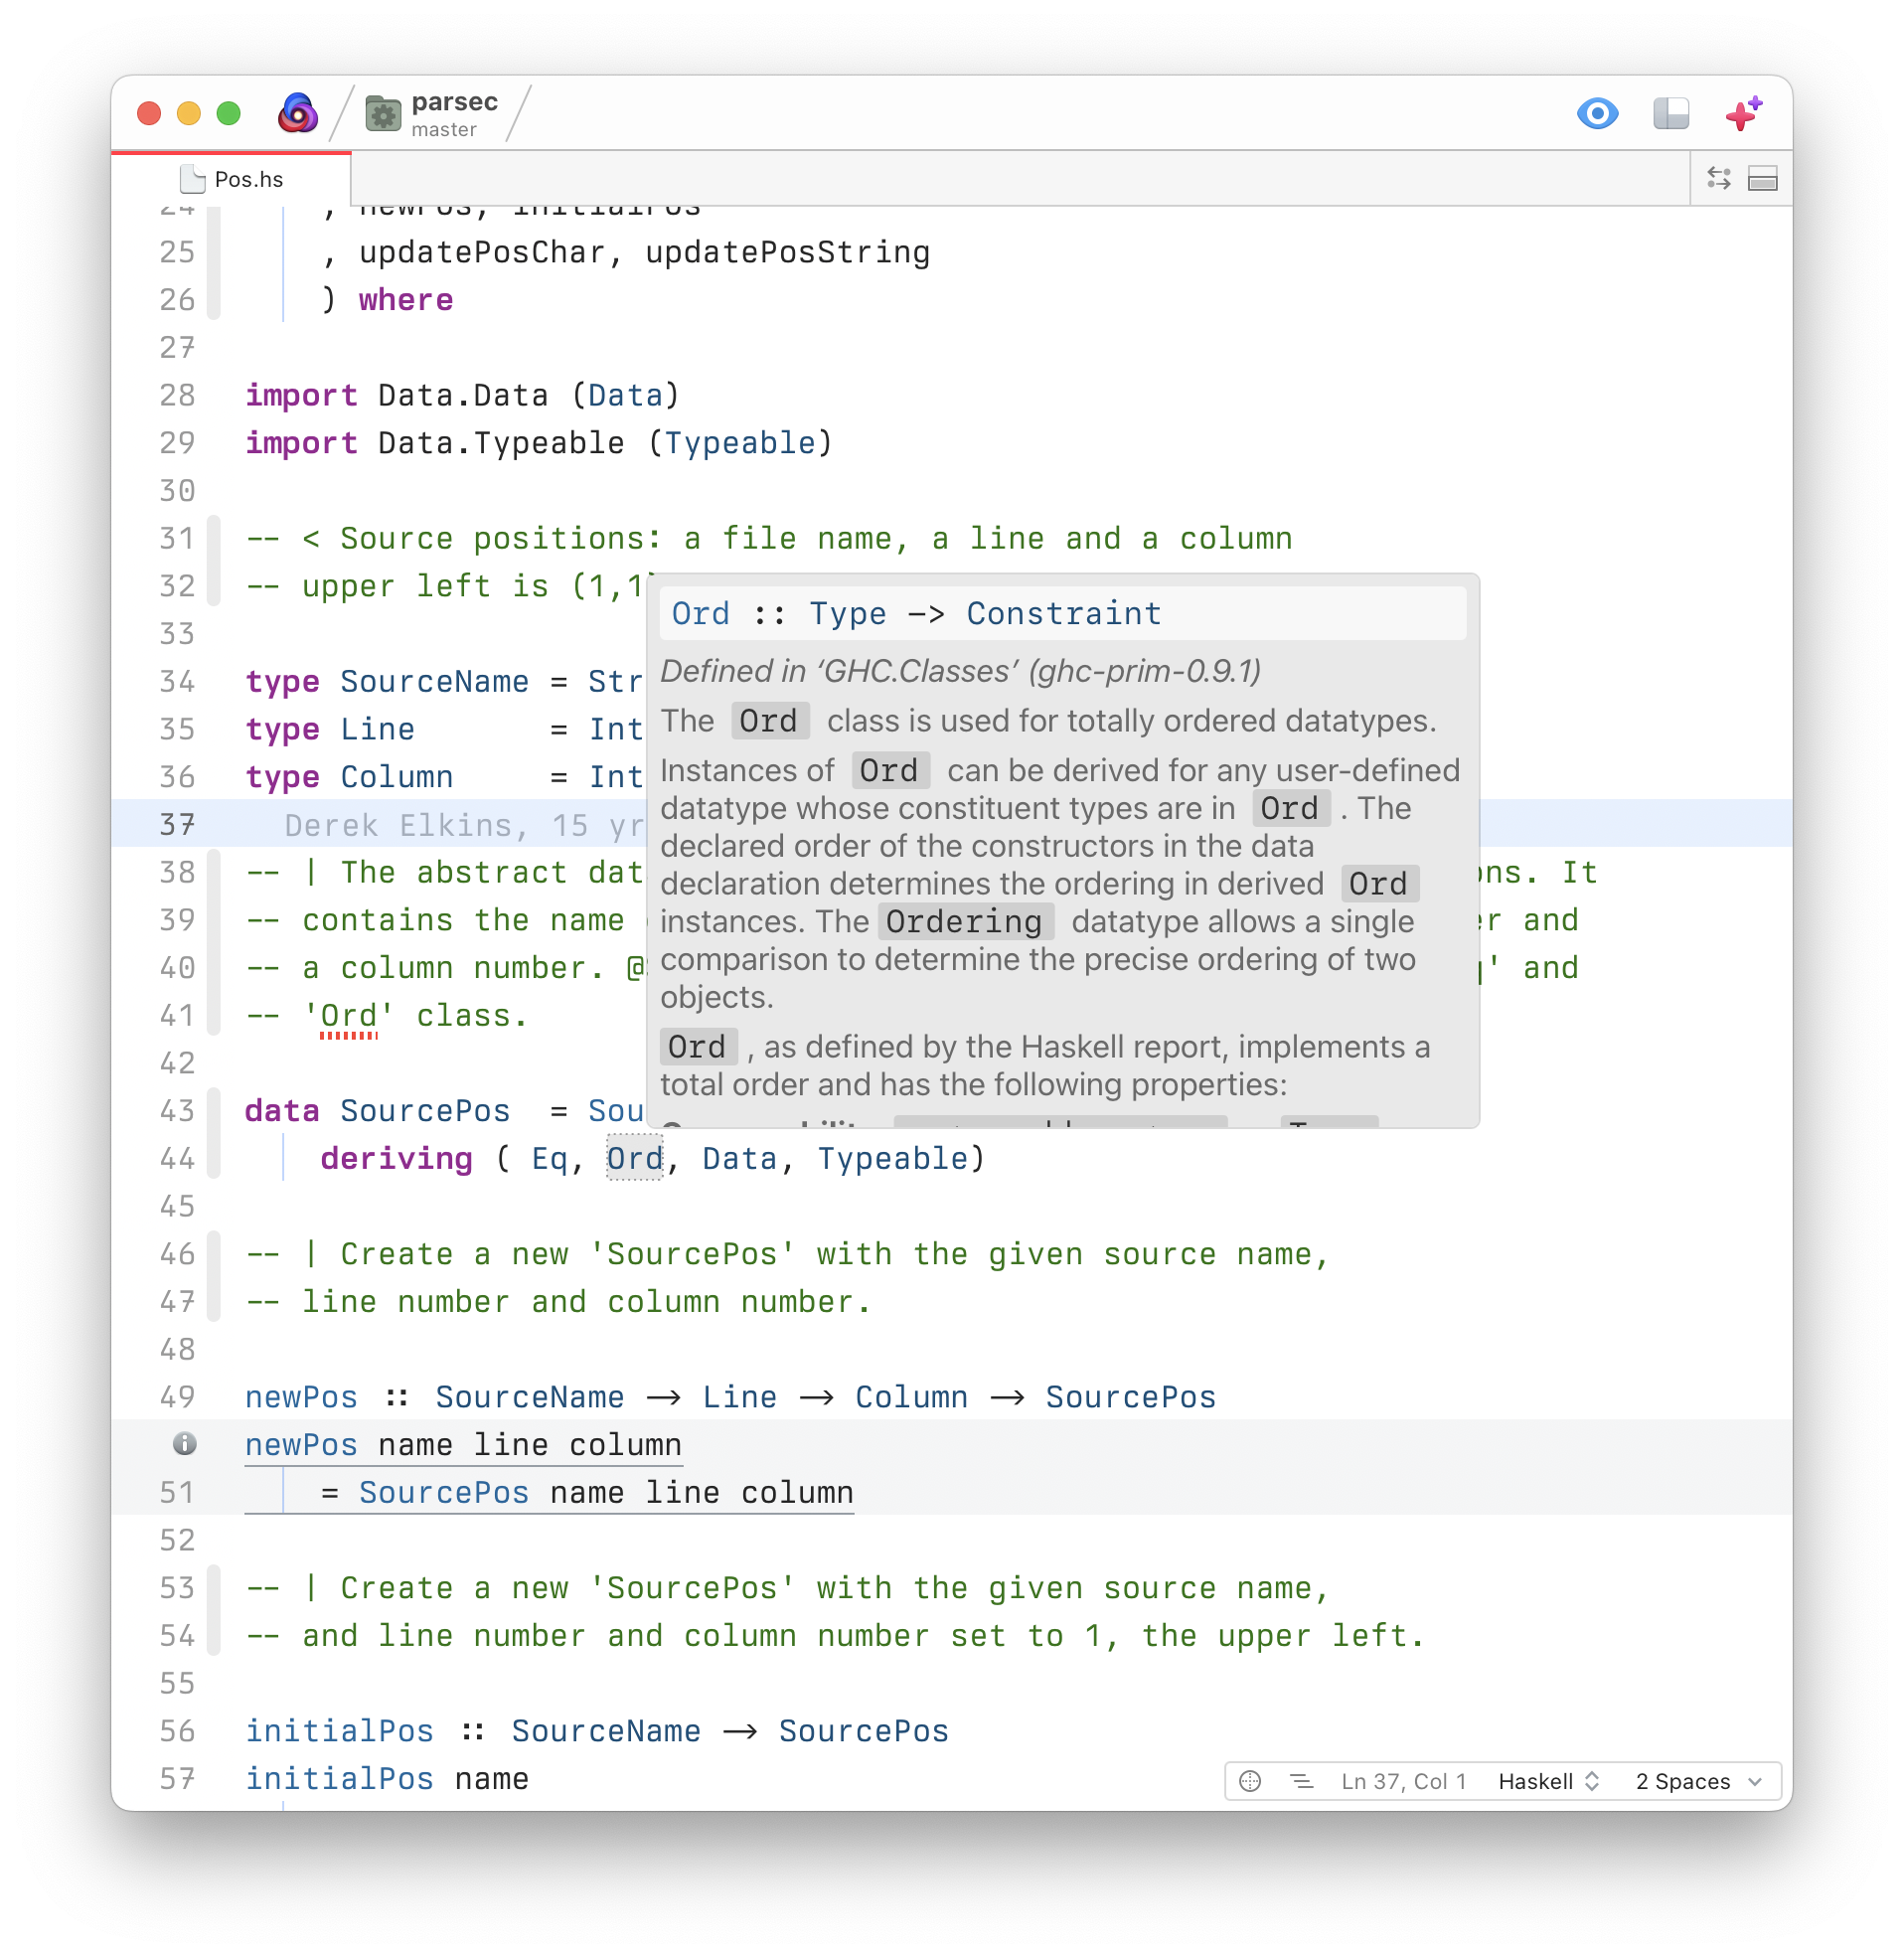 parsec
master
Pos.hs
24 , newPos, initialPos
25 , updatePosChar, updatePosString
26 ) where
27
28 import Data.Data (Data)
29 import Data.Typeable (Typeable)
30
31 -- < Source positions: a file name, a line and a column
32 -- upper left is (1,1)
33
34 type SourceName = Str
35 type Line = Int
36 type Column = Int
37 Derek Elkins, 15 yr
38 -- | The abstract dat ons. It
39 -- contains the name er and
40 -- a column number. @ q' and
41 -- 'Ord' class.
42
43 data SourcePos = Sou
44 deriving ( Eq, Ord, Data, Typeable)
45
46 -- | Create a new 'SourcePos' with the given source name,
47 -- line number and column number.
48
49 newPos :: SourceName -> Line -> Column -> SourcePos
newPos name line column
51 = SourcePos name line column
52
53 -- | Create a new 'SourcePos' with the given source name,
54 -- and line number and column number set to 1, the upper left.
55
56 initialPos :: SourceName -> SourcePos
57 initialPos name
Ord :: Type -> Constraint
Defined in ‘GHC.Classes’ (ghc-prim-0.9.1)
The Ord class is used for totally ordered datatypes.
Instances of Ord can be derived for any user-defined
datatype whose constituent types are in Ord . The
declared order of the constructors in the data
declaration determines the ordering in derived Ord
instances. The Ordering datatype allows a single
comparison to determine the precise ordering of two
objects.
Ord , as defined by the Haskell report, implements a
total order and has the following properties:
Ln 37, Col 1 Haskell 2 Spaces